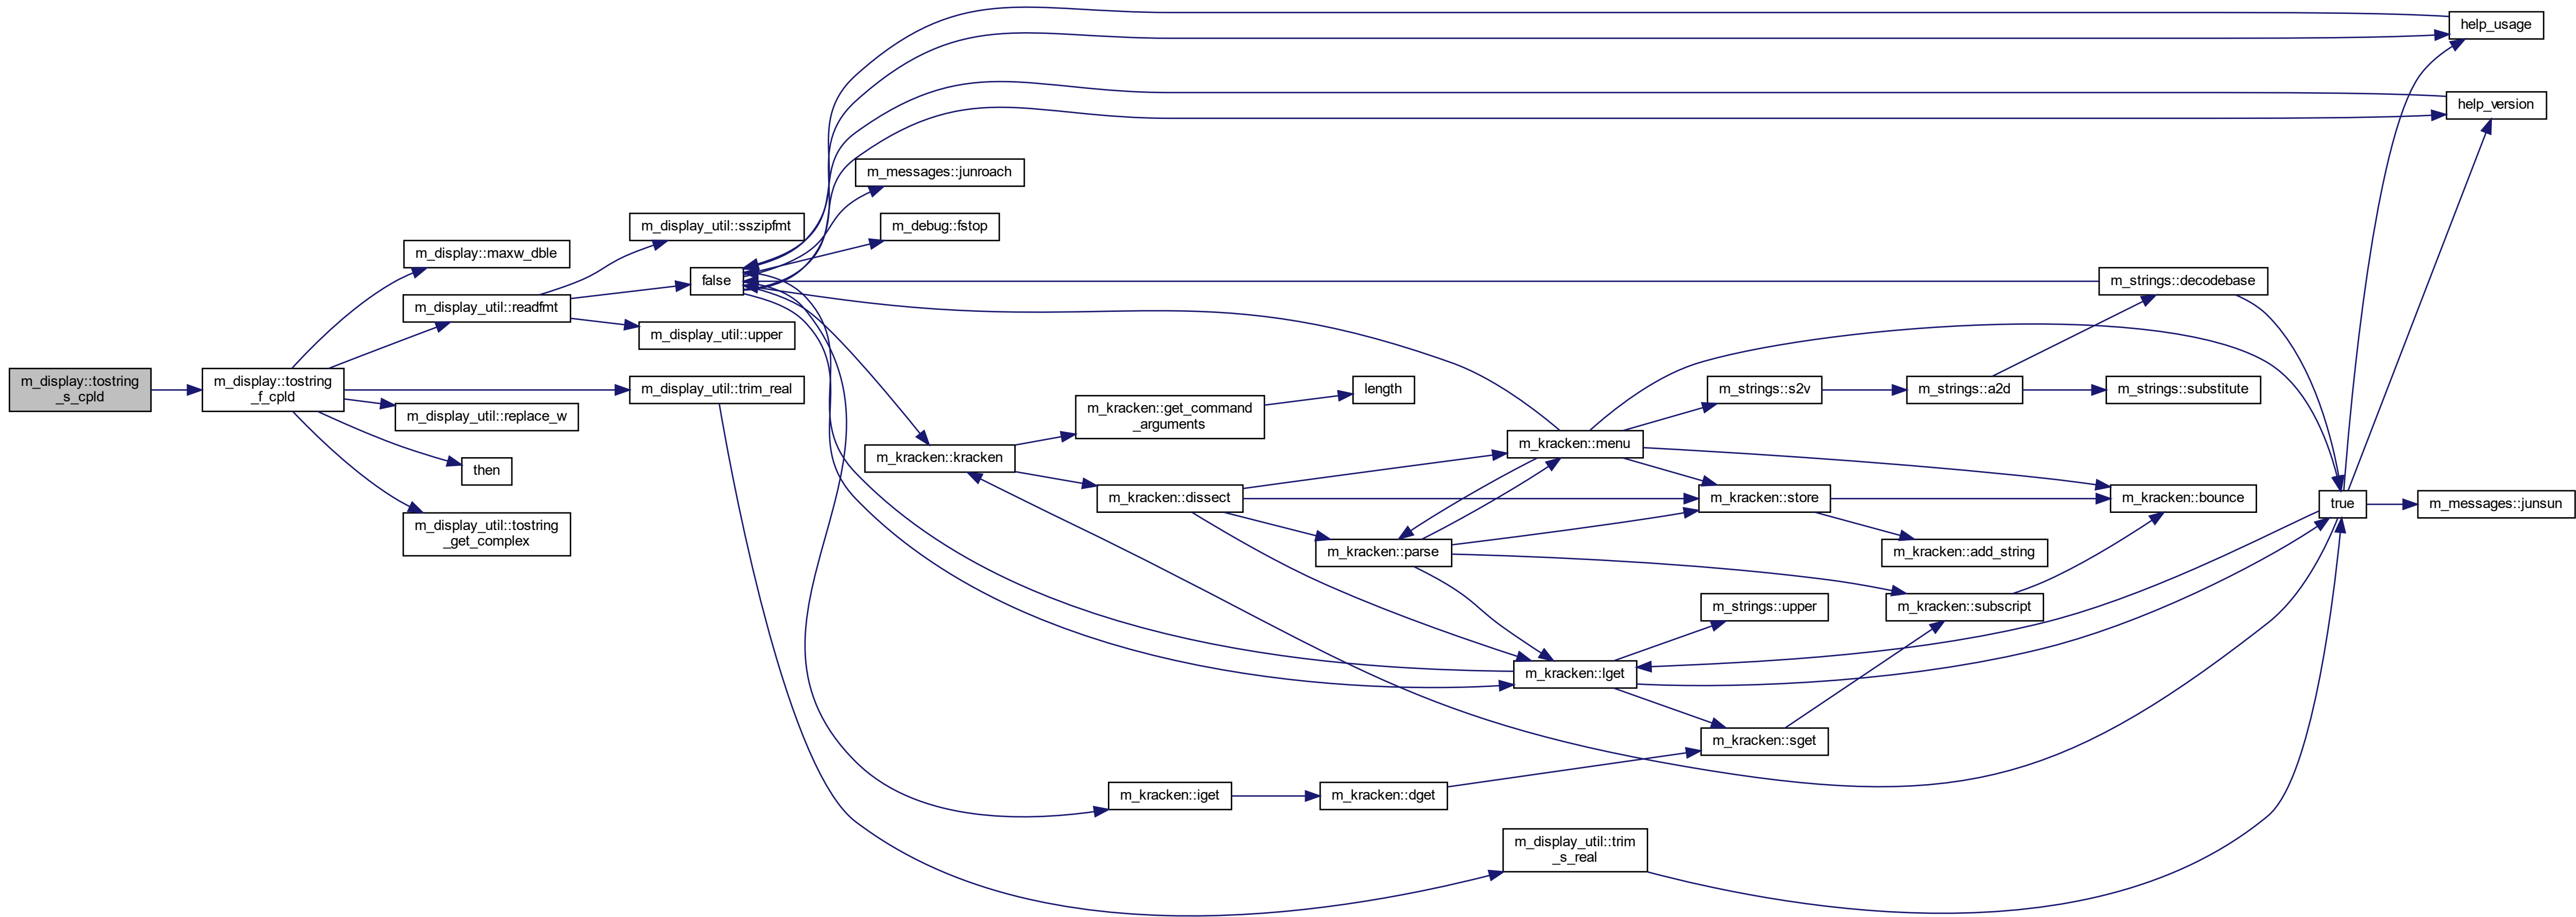 help_usage
help_version
m_messages::junroach
m_display_util::sszipfmt
m_debug::fstop
m_display::maxw_dble
false
m_strings::decodebase
m_display_util::readfmt
m_display_util::upper
m_display::tostring
_s_cpld
m_display::tostring
_f_cpld
m_display_util::trim_real
length
m_strings::s2v
m_strings::a2d
m_strings::substitute
m_display_util::replace_w
m_kracken::get_command
_arguments
m_kracken::menu
m_kracken::kracken
then
m_kracken::dissect
m_kracken::store
m_kracken::bounce
true
m_messages::junsun
m_display_util::tostring
_get_complex
m_kracken::parse
m_kracken::add_string
m_strings::upper
m_kracken::subscript
m_kracken::lget
m_kracken::sget
m_kracken::iget
m_kracken::dget
m_display_util::trim
_s_real